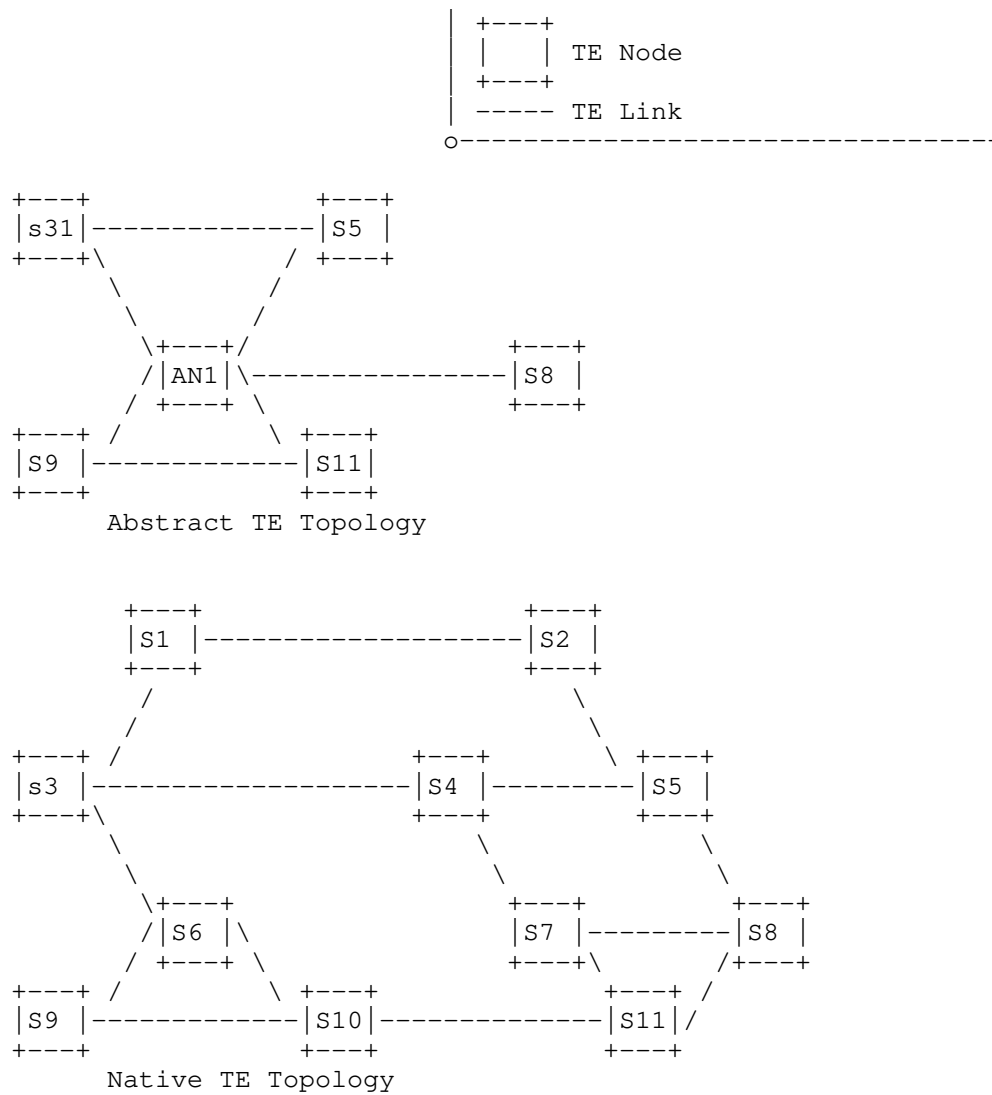 TE Node
TE Link
s31 S5
AN1 S8
S9 S11
Abstract TE Topology
S1 S2
s3 S4 S5
S6 S7 S8
S9 S10 S11
Native TE Topology